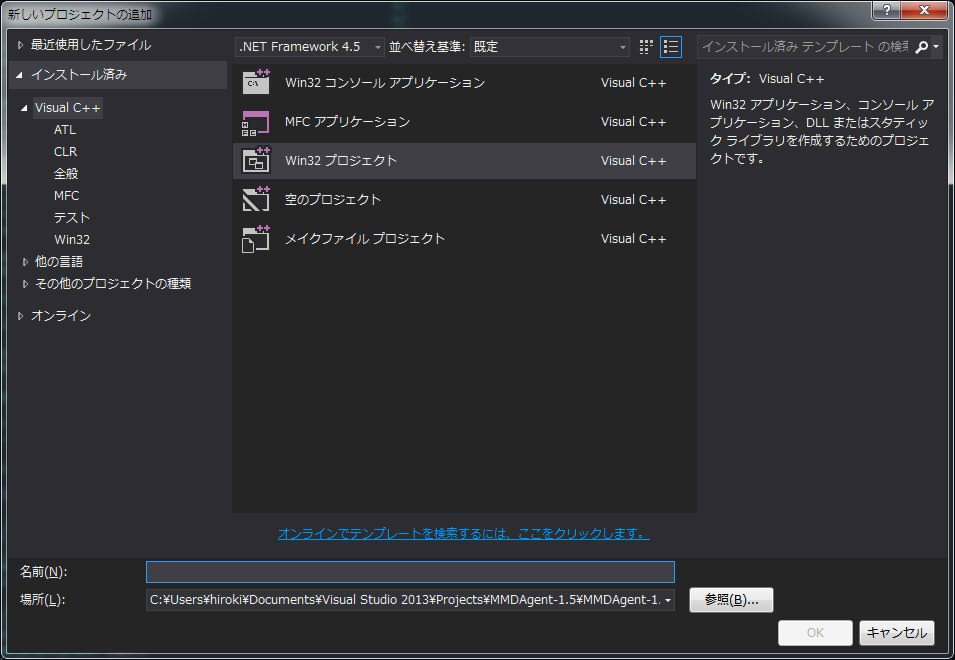 新しいプロジェクトの追加
最近使用したファイル
インストール済み
Visual C++
ATL
CLR
全般
MFC
テスト
Win32
他の言語
その他のプロジェクトの種類
オンライン
.NET Framework 4.5 並べ替え基準: 既定
Win32 コンソール アプリケーション Visual C++
MFC アプリケーション Visual C++
Win32 プロジェクト Visual C++
空のプロジェクト Visual C++
メイクファイル プロジェクト Visual C++
オンラインでテンプレートを検索するには、ここをクリックします。
インストール済み テンプレート の検索
タイプ: Visual C++
Win32 アプリケーション、コンソール ア
プリケーション、DLL またはスタティッ
ク ライブラリを作成するためのプロジェ
クトです。
名前(N):
場所(L): C:¥Users¥hiroki¥Documents¥Visual Studio 2013¥Projects¥MMDAgent-1.5¥MMDAgent-1. 参照(B)...
OK キャンセル